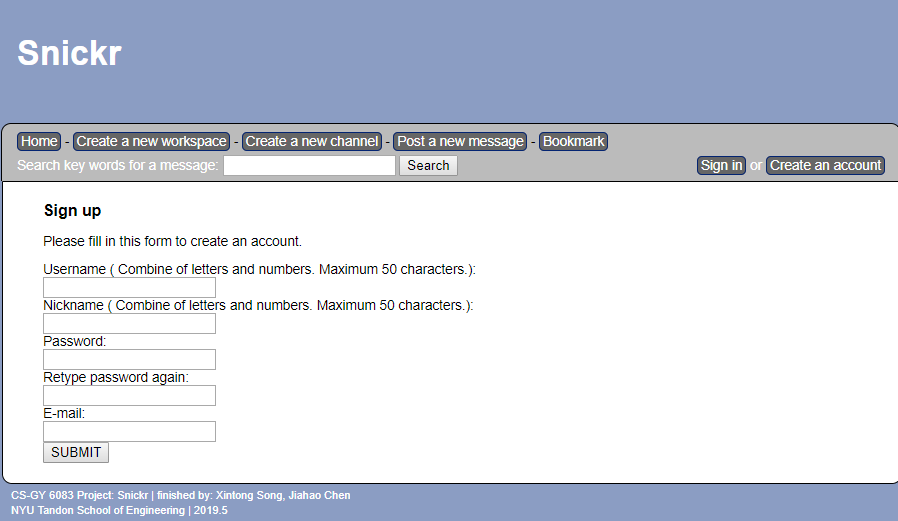 Snickr
Home - Create a new workspace - Create a new channel - Post a new message - Bookmark
Search key words for a message: Search Sign in or Create an account
Sign up
Please fill in this form to create an account.
Username ( Combine of letters and numbers. Maximum 50 characters.):
Nickname ( Combine of letters and numbers. Maximum 50 characters.):
Password:
Retype password again:
E-mail:
SUBMIT
CS-GY 6083 Project: Snickr | finished by: Xintong Song, Jiahao Chen
NYU Tandon School of Engineering | 2019.5